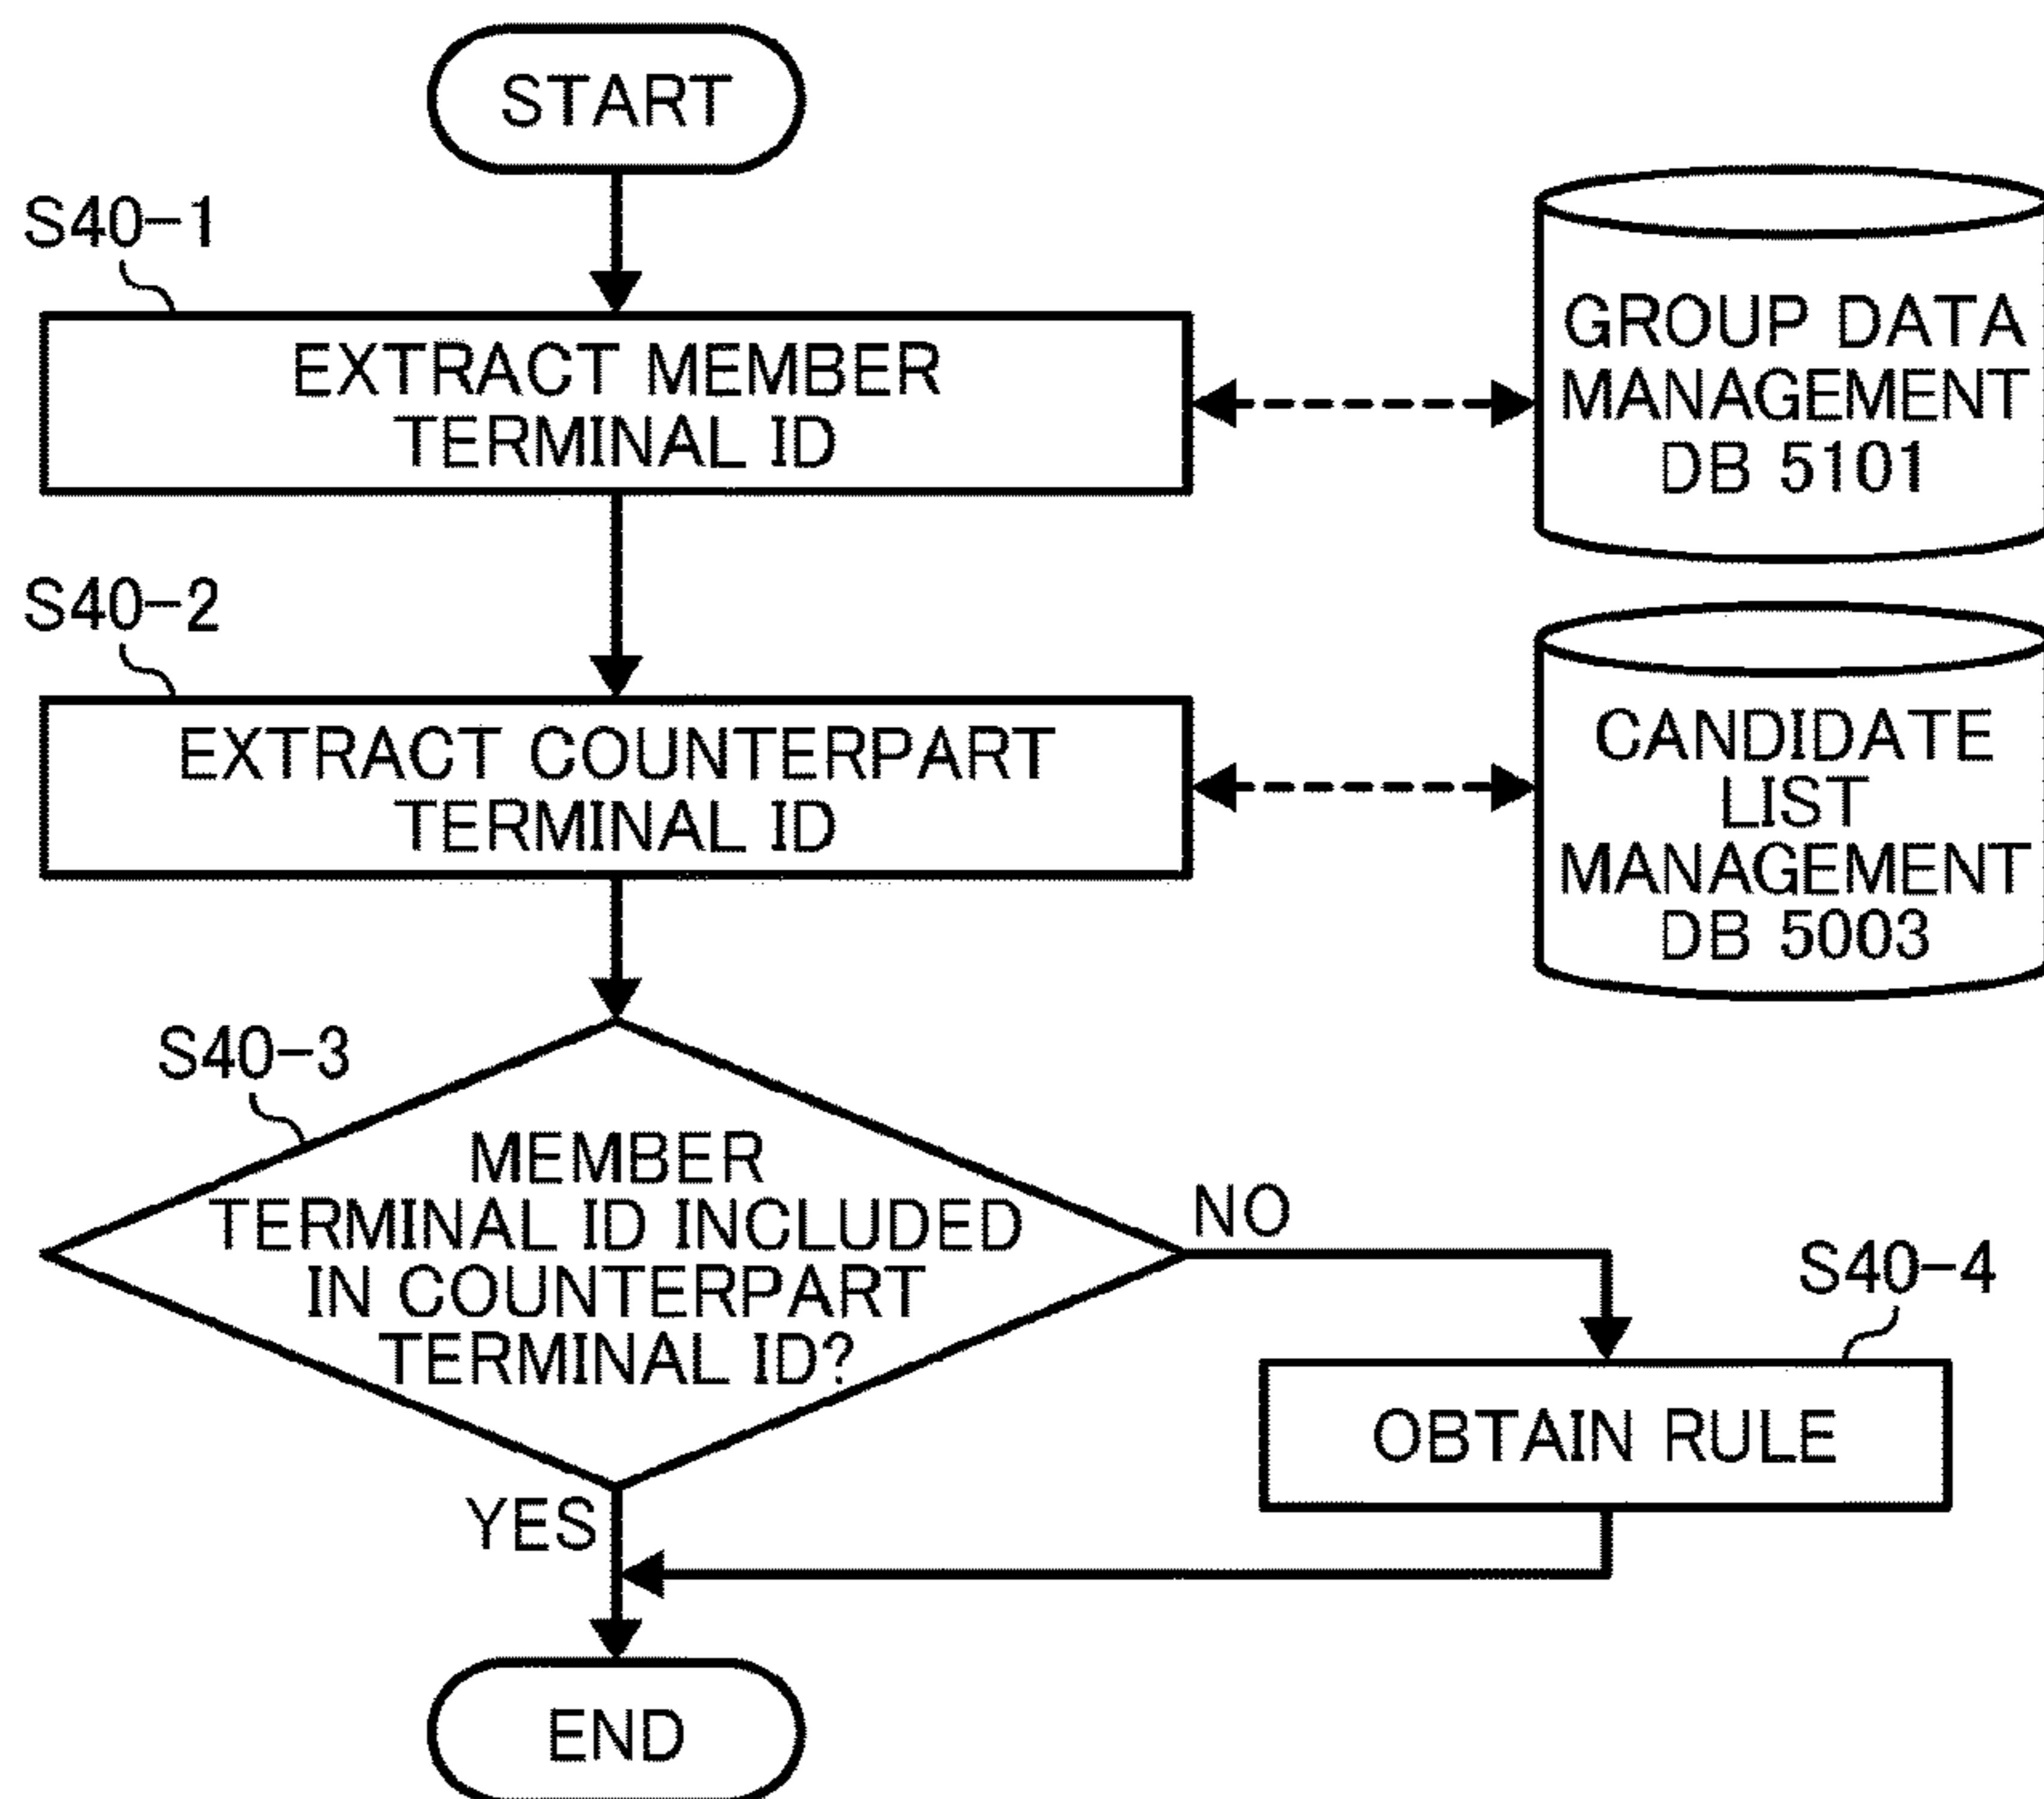 START
S40-1
EXTRACT MEMBER
TERMINAL ID
GROUP DATA
MANAGEMENT
DB 5101
S40-2
EXTRACT COUNTERPART
TERMINAL ID
CANDIDATE
LIST
MANAGEMENT
DB 5003
S40-3
MEMBER
TERMINAL ID INCLUDED
IN COUNTERPART
TERMINAL ID?
NO
S40-4
OBTAIN RULE
YES
END